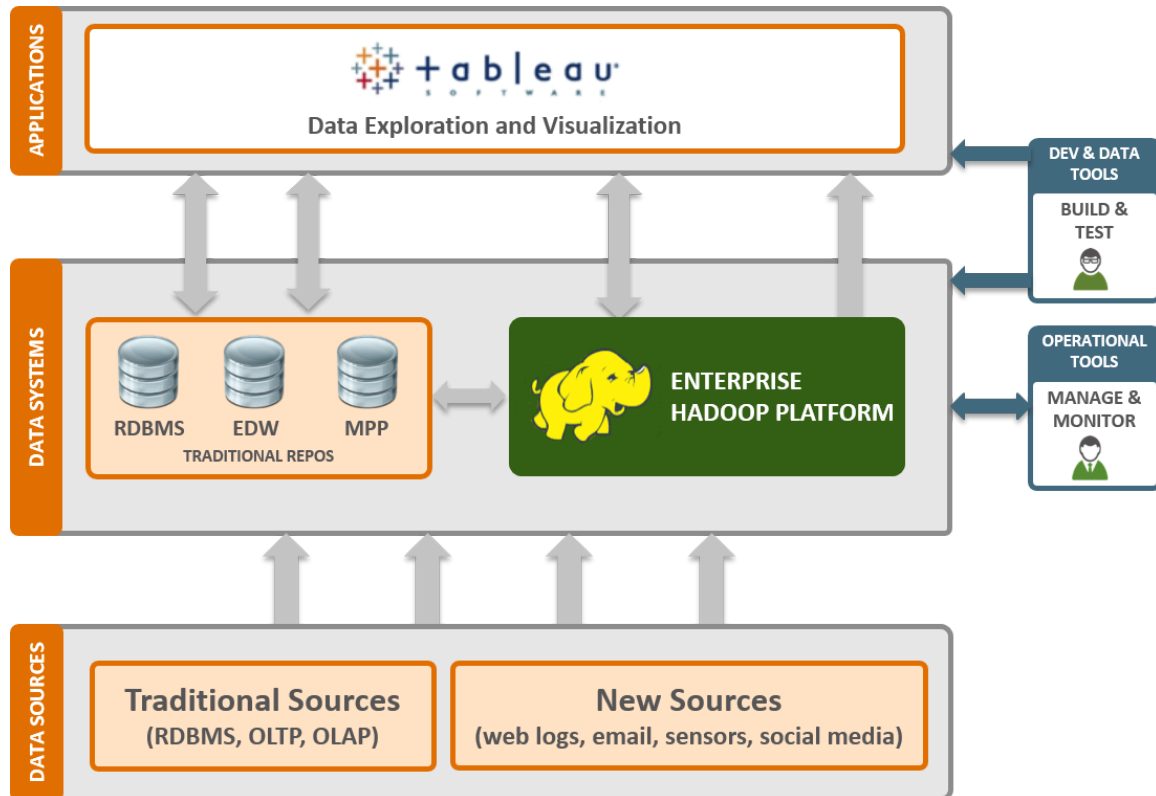 APPLICATIONS
+ableau
SOFTWARE
Data Exploration and Visualization
DEV & DATA
TOOLS
BUILD &
TEST
DATA SYSTEMS
RDBMS
EDW
MPP
TRADITIONAL REPOS
ENTERPRISE
HADOOP PLATFORM
OPERATIONAL
TOOLS
MANAGE &
MONITOR
DATA SOURCES
Traditional Sources
(RDBMS, OLTP, OLAP)
New Sources
(web logs, email, sensors, social media)